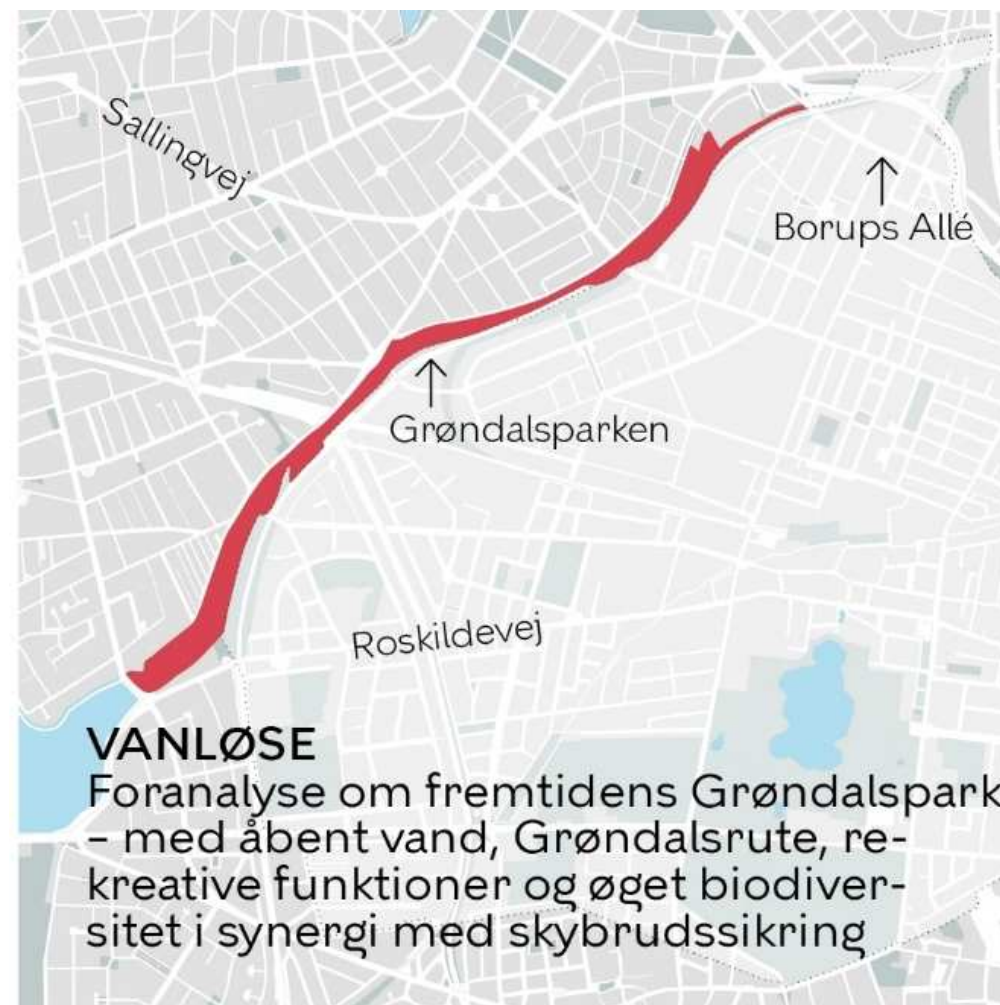 Sallingvej
Borups Allé
Grøndalsparken
Roskildevej
VANLØSE
Foranalyse om fremtidens Grøndalspark
– med åbent vand, Grøndalsrute, re-
kreative funktioner og øget biodiver-
sitet i synergi med skybrudssikring